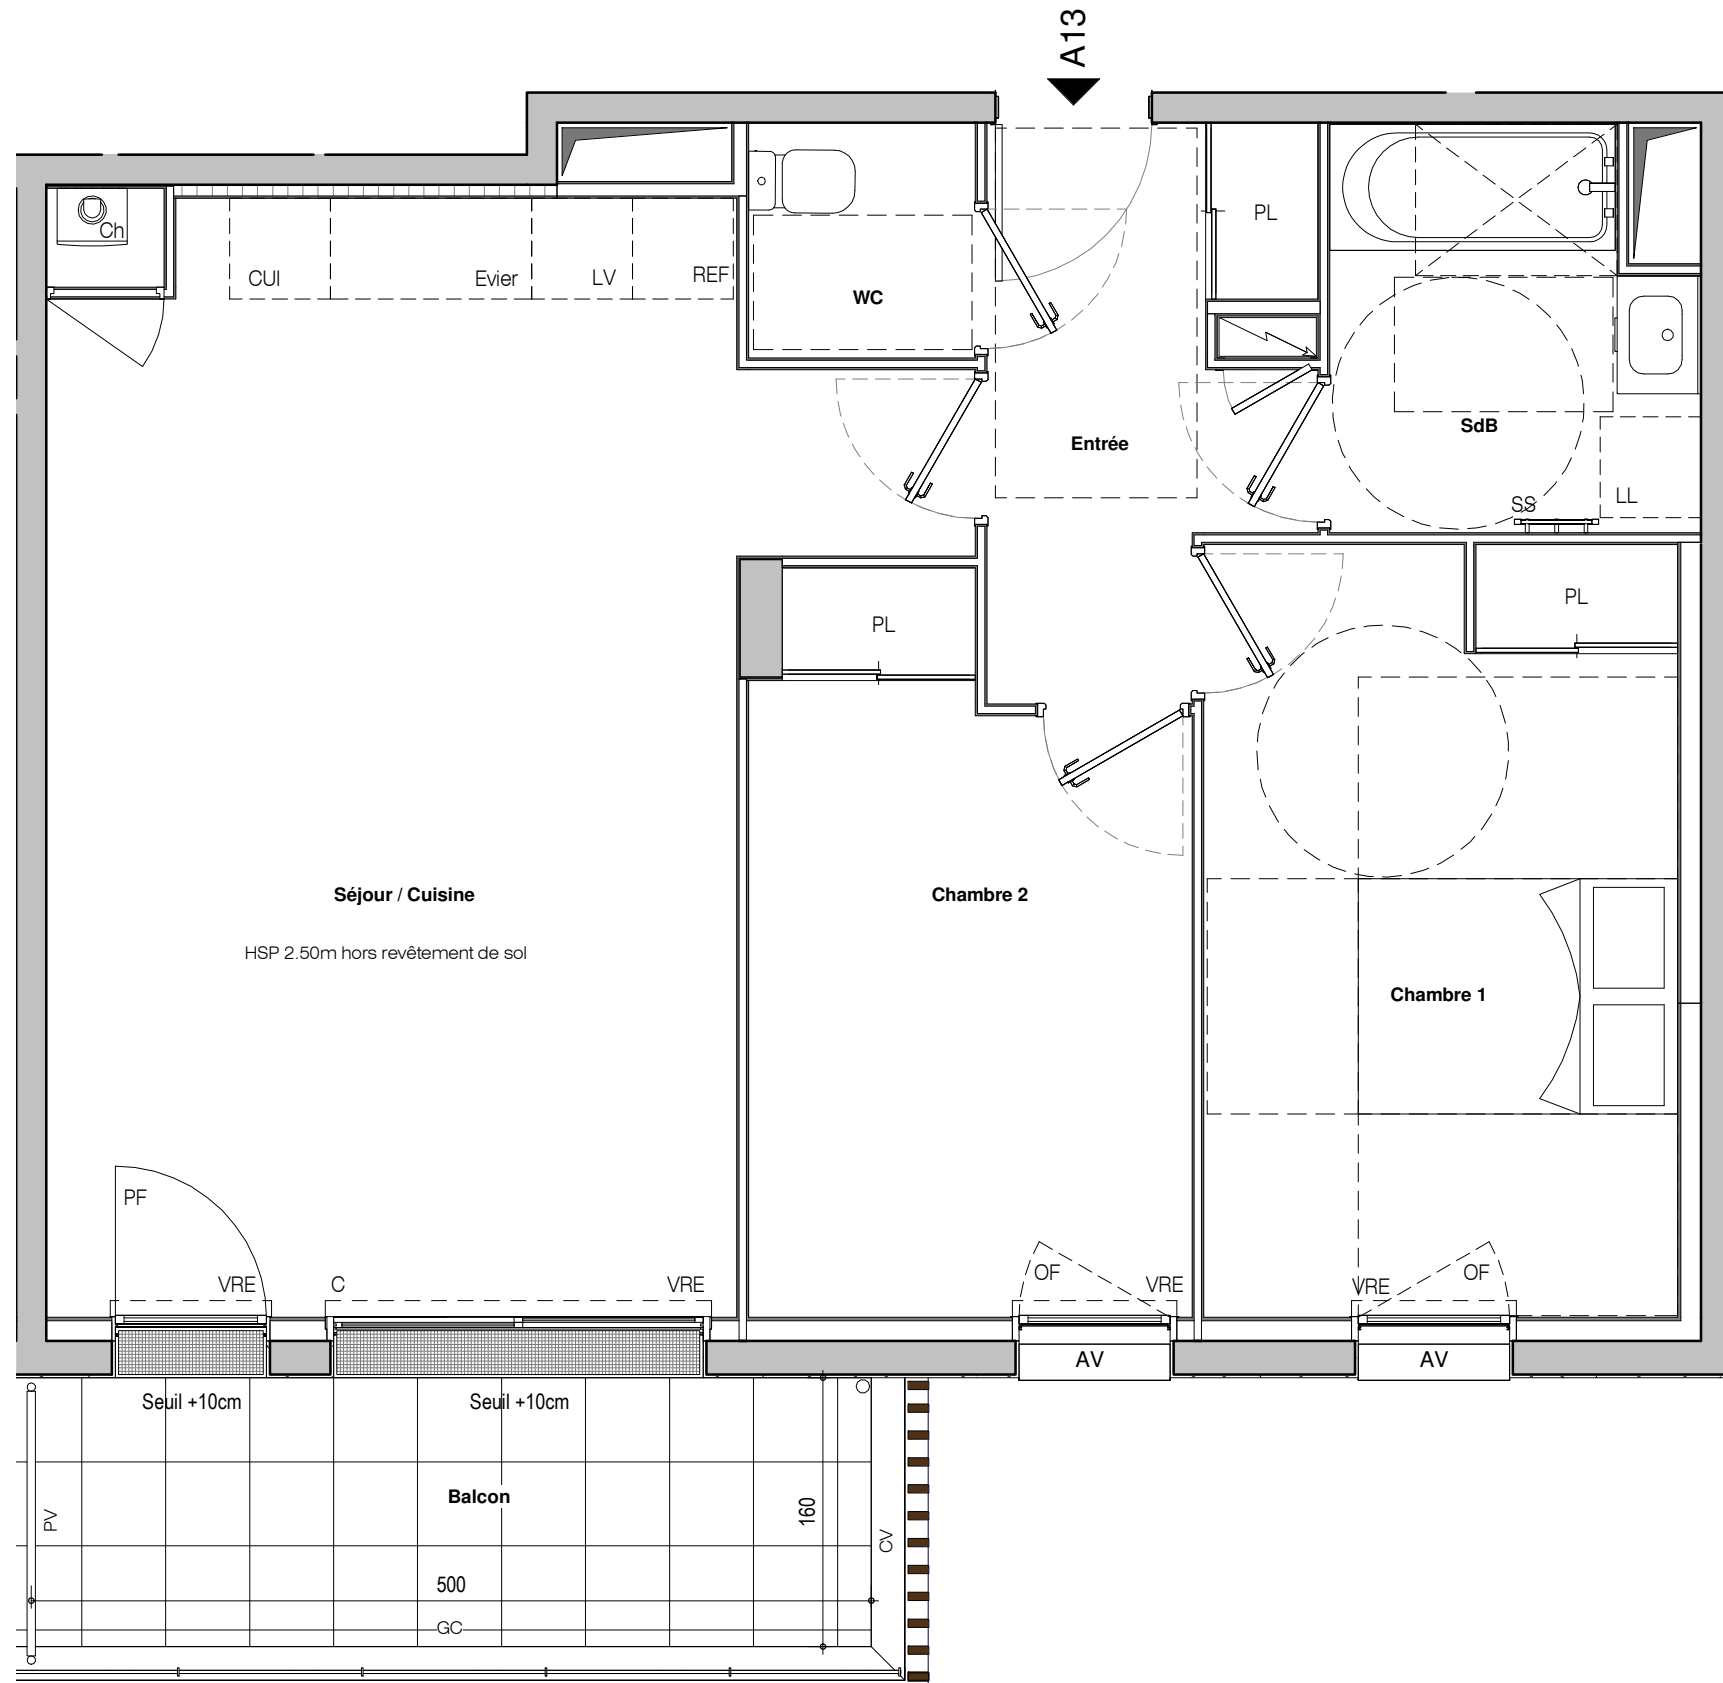 A13
Ch
CUI
Evier
LV
REF
WC
PL
Entrée
SdB
SS
LL
PL
PL
Séjour / Cuisine
HSP 2.50m hors revêtement de sol
Chambre 2
Chambre 1
PF
VRE
C
VRE
OF
VRE
VRE
OF
AV
AV
Seuil +10cm
Seuil +10cm
Balcon
PV
160
CV
500
GC